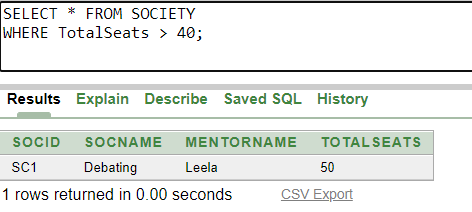 SELECT * FROM SOCIETY
WHERE TotalSeats > 40;
Results Explain Describe Saved SQL History
SOCID SOCNAME MENTORNAME TOTALSEATS
SC1 Debating Leela 50
1 rows returned in 0.00 seconds CSV Export